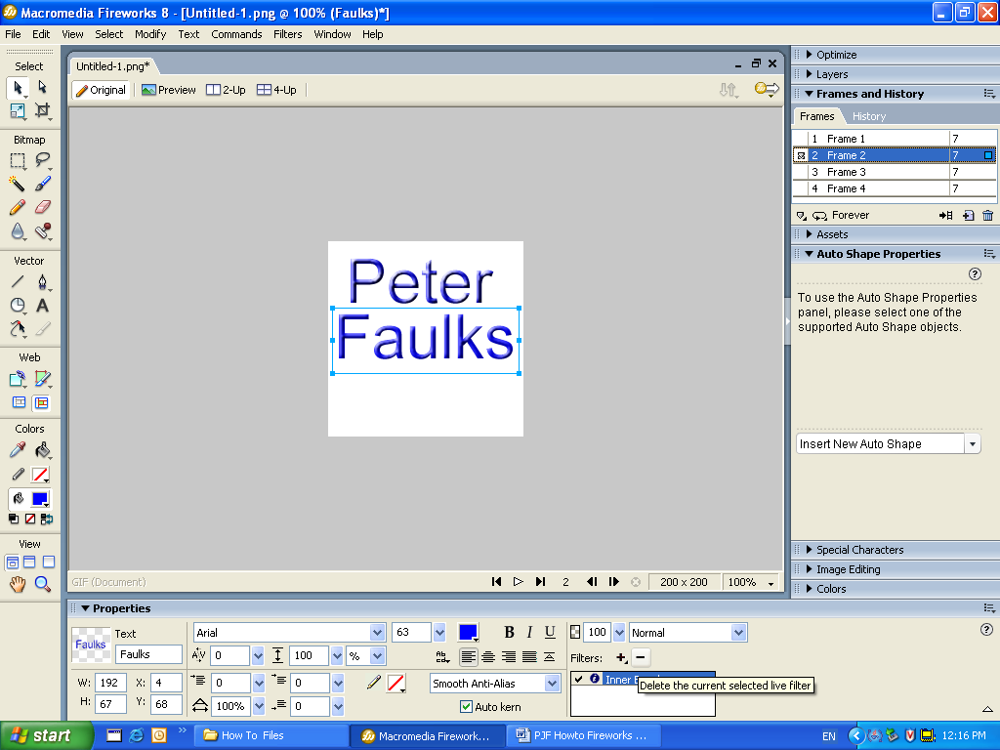 Macromedia Fireworks 8 - [Untitled-1.png @ 100% (Faulks)*]
File Edit View Select Modify Text Commands Filters Window Help
Select
Bitmap
Vector
Web
Colors
View
Untitled-1.png*
Original Preview 2-Up 4-Up
Peter
Faulks
GIF (Document)
2 200 x 200 100%
Optimize
Layers
Frames and History
Frames History
1 Frame 1 7
2 Frame 2 7
3 Frame 3 7
4 Frame 4 7
Forever
Assets
Auto Shape Properties
To use the Auto Shape Properties
panel, please select one of the
supported Auto Shape objects.
Insert New Auto Shape
Special Characters
Image Editing
Colors
Properties
Faulks
Text
Faulks
W: 192 X: 4
H: 67 Y: 68
Arial 63 B I U
0 100 %
0 0
100% 0
Smooth Anti-Alias
Auto kern
100 Normal
Filters:
Inner
Delete the current selected live filter
start How To Files Macromedia Firework... PJF Howto Fireworks ... EN 12:16 PM